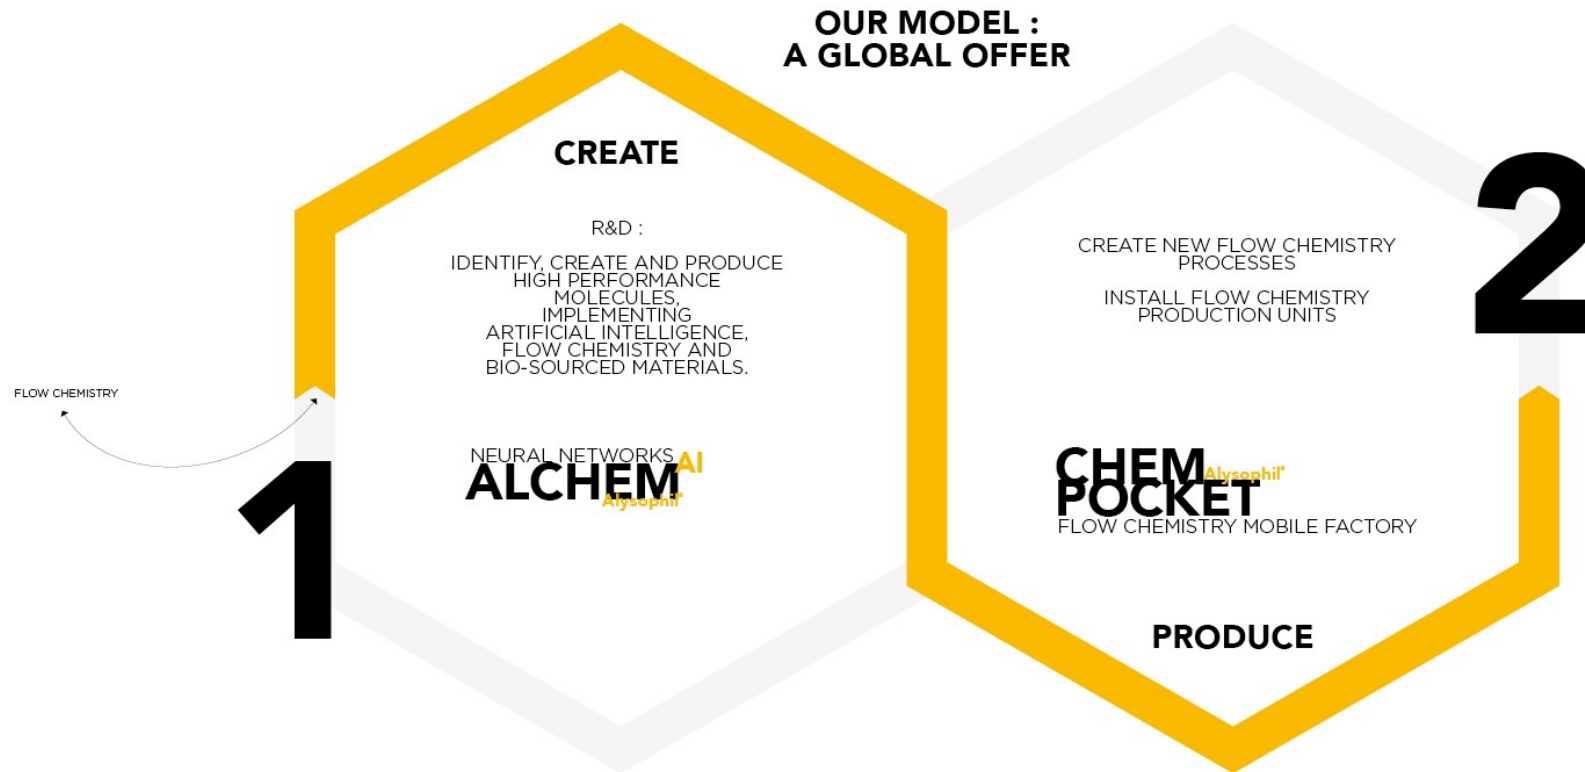 OUR MODEL :
A GLOBAL OFFER
CREATE
R&D :
IDENTIFY, CREATE AND PRODUCE
HIGH PERFORMANCE
MOLECULES,
IMPLEMENTING
ARTIFICIAL INTELLIGENCE,
FLOW CHEMISTRY AND
BIO-SOURCED MATERIALS.
NEURAL NETWORKS
ALCHEM AI
Alysophil®
FLOW CHEMISTRY
1
2
CREATE NEW FLOW CHEMISTRY
PROCESSES
INSTALL FLOW CHEMISTRY
PRODUCTION UNITS
CHEM Alysophil®
POCKET
FLOW CHEMISTRY MOBILE FACTORY
PRODUCE